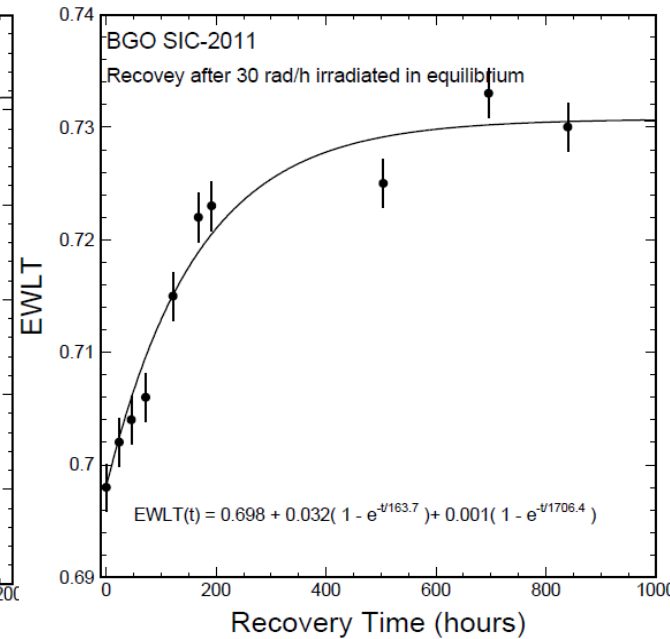 0.74
BGO SIC-2011
Recovey after 30 rad/h irradiated in equilibrium
0.73
0.72
EWLT
0.71
0.7
EWLT(t) = 0.698 + 0.032( 1 - e^-t/163.7 )+ 0.001( 1 - e^-t/1706.4 )
0.69
0 200 400 600 800 1000
Recovery Time (hours)